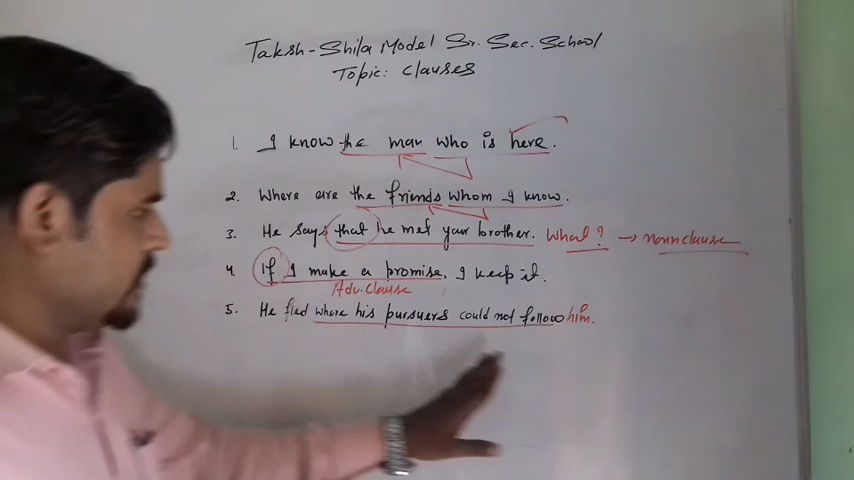 Taksh-Shila Model Sr. Sec. School
Topic: Clauses
1. I know the man who is here.
2. Where are the friends whom I know.
3. He says that he met your brother. What? → noun clause
4. If I make a promise, I keep it.
Adv. Clause
5. He fled where his pursuers could not follow him.